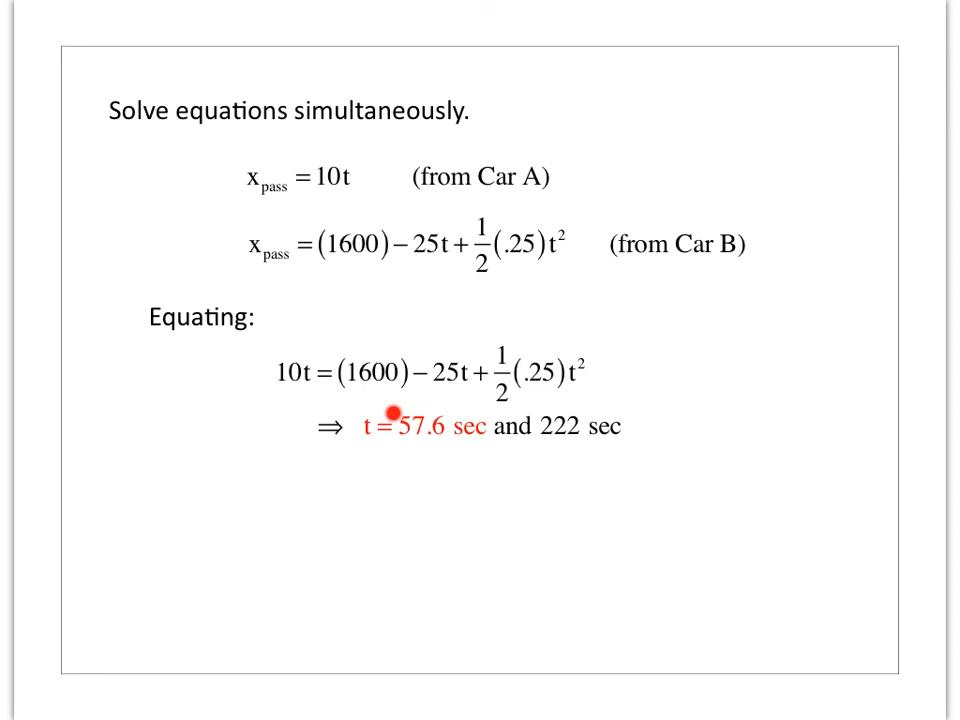 Solve equations simultaneously.
x_pass = 10t (from Car A)
x_pass = (1600) − 25t + 1/2 (.25) t² (from Car B)
Equating:
10t = (1600) − 25t + 1/2 (.25) t²
⇒ t = 57.6 sec and 222 sec